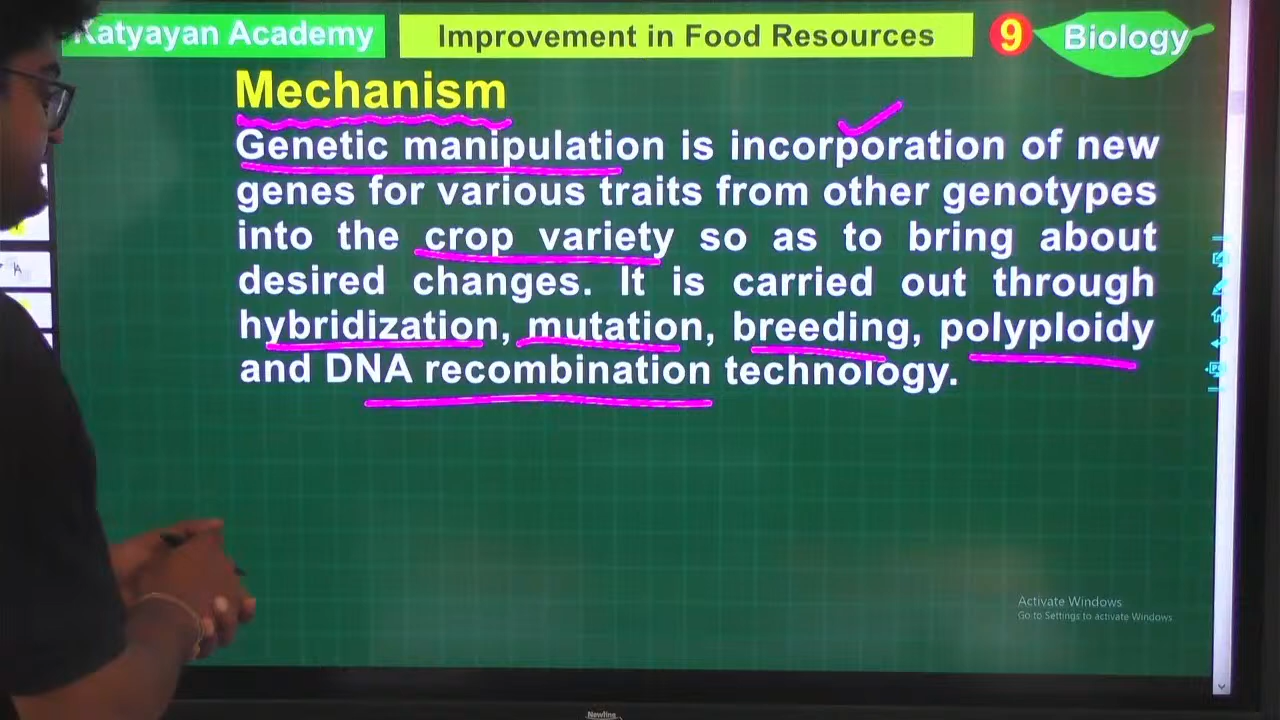 Katyayan Academy
Improvement in Food Resources
9
Biology
Mechanism
Genetic manipulation is incorporation of new
genes for various traits from other genotypes
into the crop variety so as to bring about
desired changes. It is carried out through
hybridization, mutation, breeding, polyploidy
and DNA recombination technology.
Activate Windows
Go to Settings to activate Windows
Newline